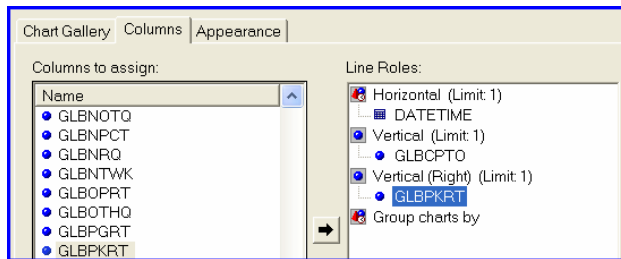 Chart Gallery Columns Appearance
Columns to assign:
Name
GLBNOTQ
GLBNPCT
GLBNRQ
GLBNTWK
GLBOPRT
GLBOTHQ
GLBPGRT
GLBPKRT
Line Roles:
Horizontal (Limit: 1)
DATETIME
Vertical (Limit: 1)
GLBCPTO
Vertical (Right) (Limit: 1)
GLBPKRT
Group charts by